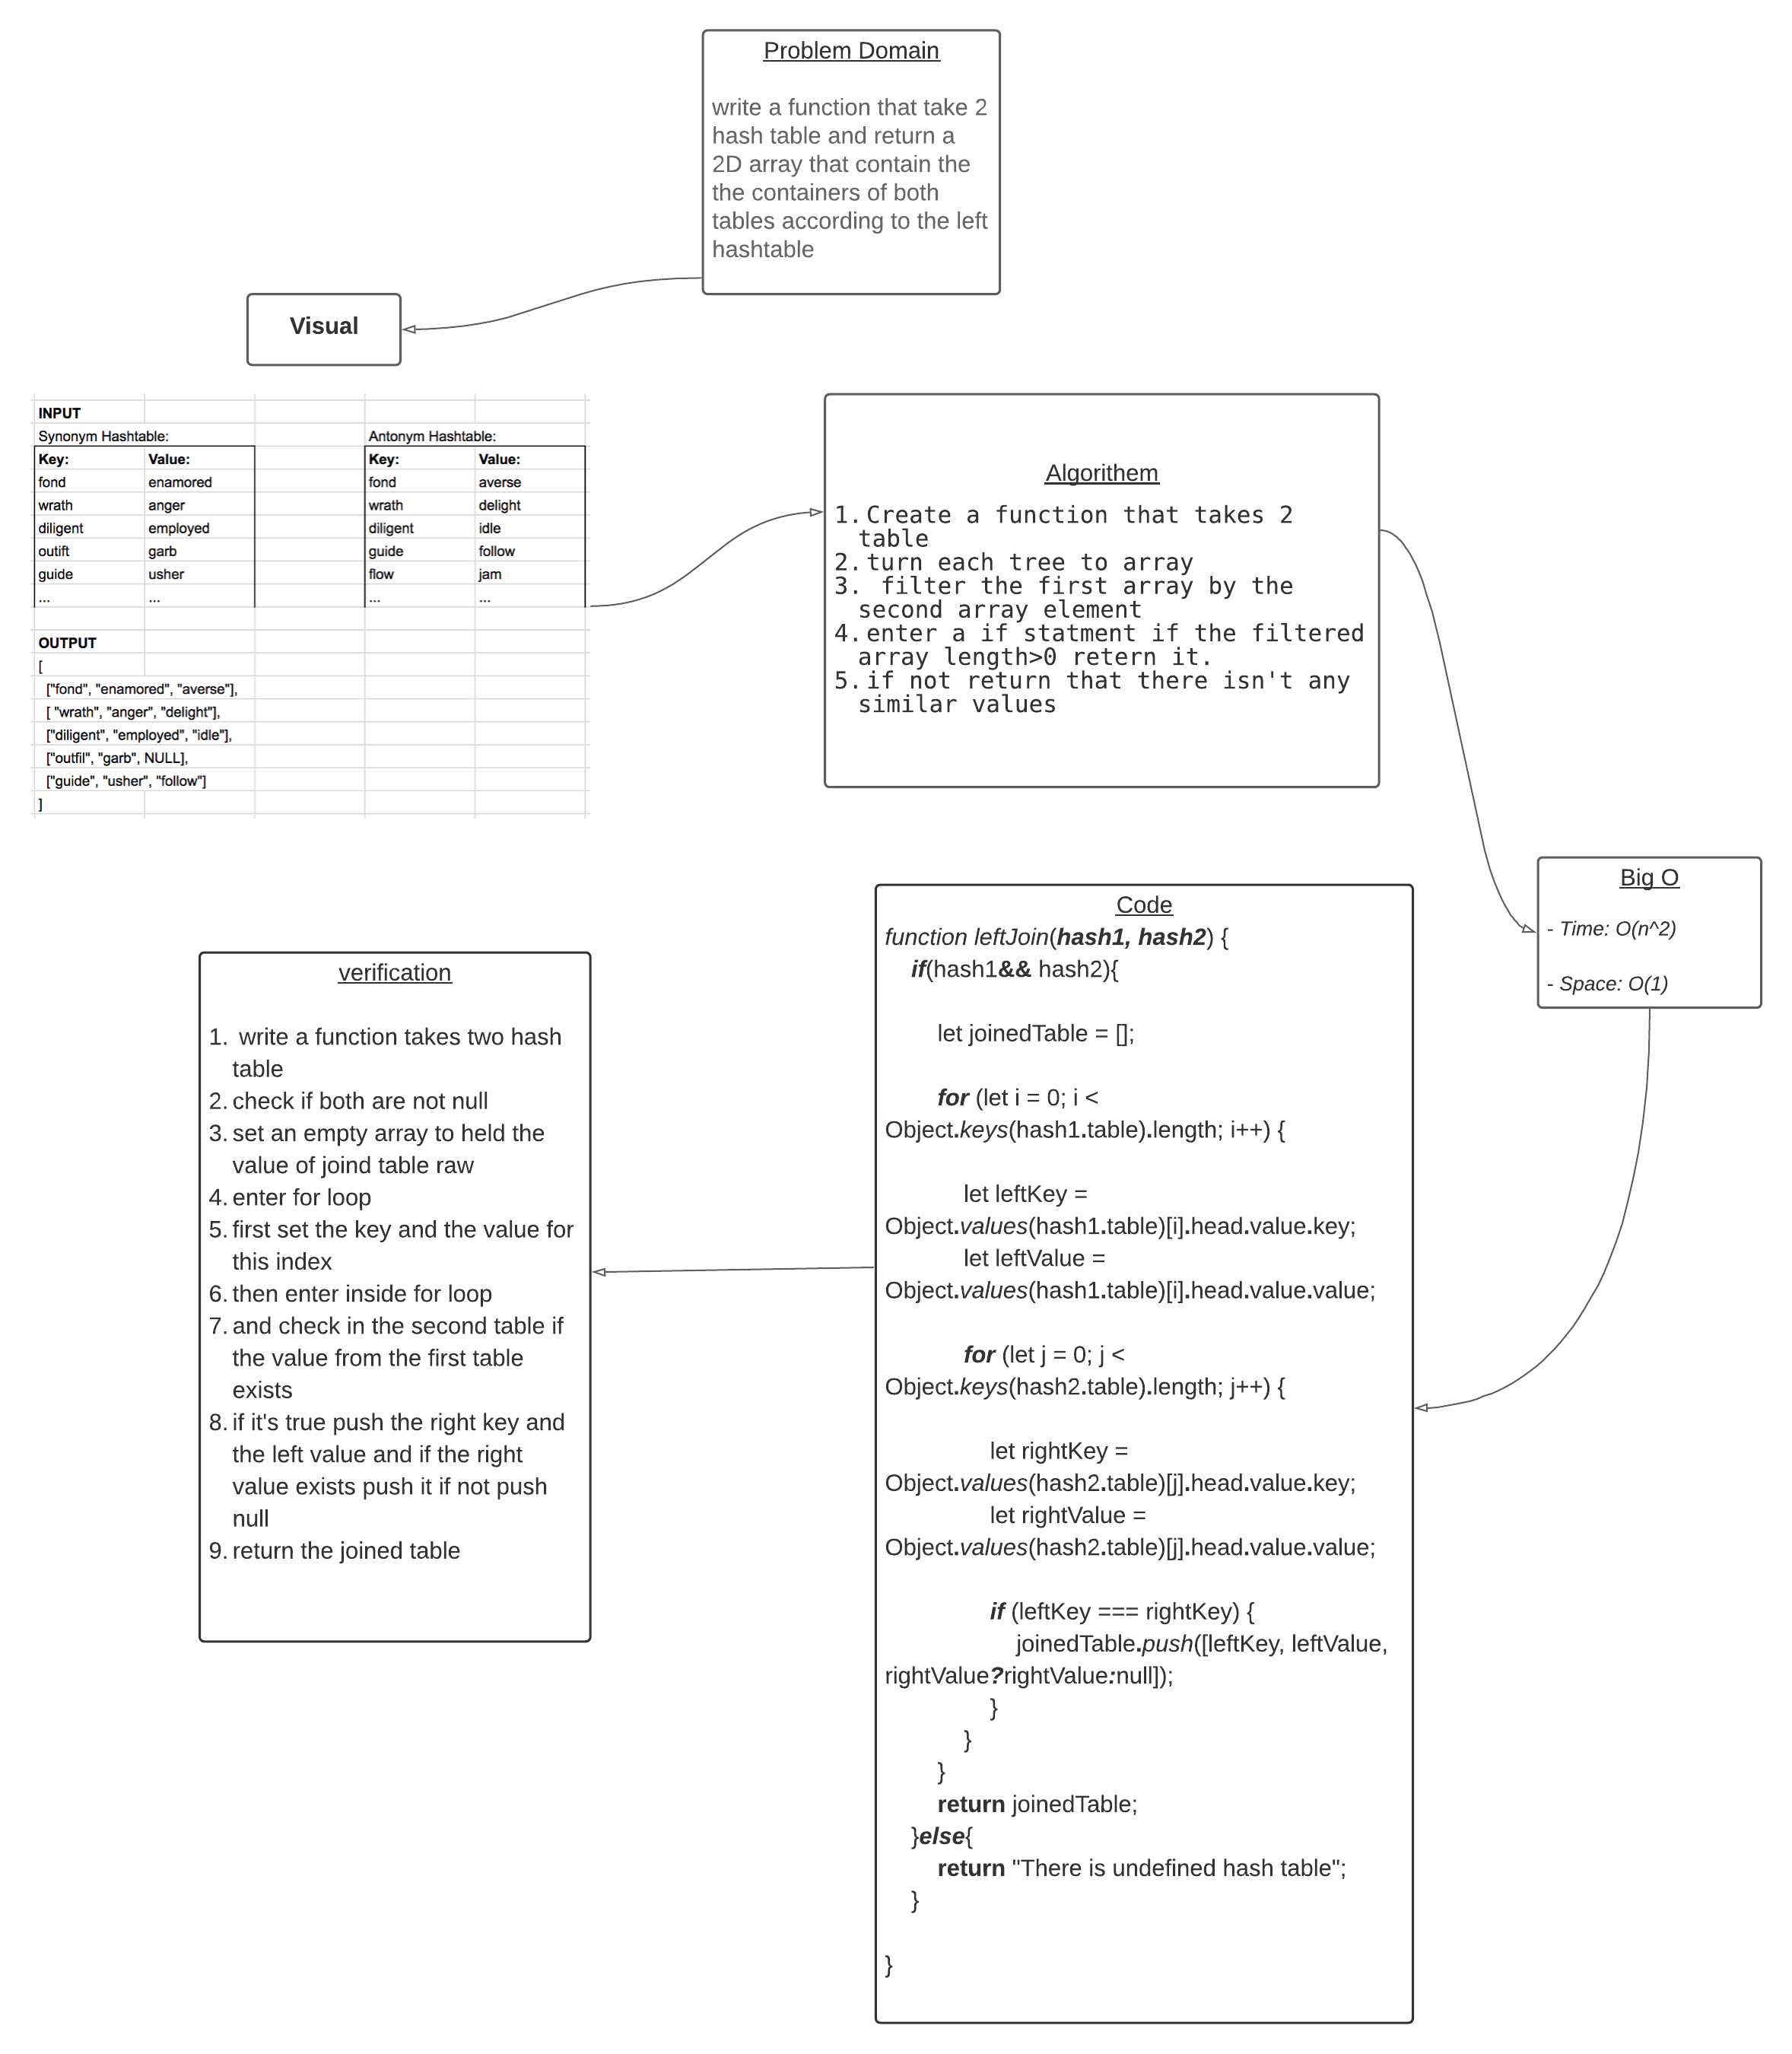 Problem Domain
write a function that take 2
hash table and return a
2D array that contain the
the containers of both
tables according to the left
hashtable
Visual
INPUT
Synonym Hashtable: Antonym Hashtable:
Key: Value: Key: Value:
fond enamored fond averse
wrath anger wrath delight
diligent employed diligent idle
outift garb guide follow
guide usher flow jam
... ... ... ...
OUTPUT
[
["fond", "enamored", "averse"],
[ "wrath", "anger", "delight"],
["diligent", "employed", "idle"],
["outfil", "garb", NULL],
["guide", "usher", "follow"]
]
Algorithem
1. Create a function that takes 2
table
2. turn each tree to array
3. filter the first array by the
second array element
4. enter a if statment if the filtered
array length>0 retern it.
5. if not return that there isn't any
similar values
Big O
- Time: O(n^2)
- Space: O(1)
Code
function leftJoin(hash1, hash2) {
if(hash1&& hash2){
let joinedTable = [];
for (let i = 0; i <
Object.keys(hash1.table).length; i++) {
let leftKey =
Object.values(hash1.table)[i].head.value.key;
let leftValue =
Object.values(hash1.table)[i].head.value.value;
for (let j = 0; j <
Object.keys(hash2.table).length; j++) {
let rightKey =
Object.values(hash2.table)[j].head.value.key;
let rightValue =
Object.values(hash2.table)[j].head.value.value;
if (leftKey === rightKey) {
joinedTable.push([leftKey, leftValue,
rightValue?rightValue:null]);
}
}
}
return joinedTable;
}else{
return "There is undefined hash table";
}
}
verification
1. write a function takes two hash
table
2. check if both are not null
3. set an empty array to held the
value of joind table raw
4. enter for loop
5. first set the key and the value for
this index
6. then enter inside for loop
7. and check in the second table if
the value from the first table
exists
8. if it's true push the right key and
the left value and if the right
value exists push it if not push
null
9. return the joined table